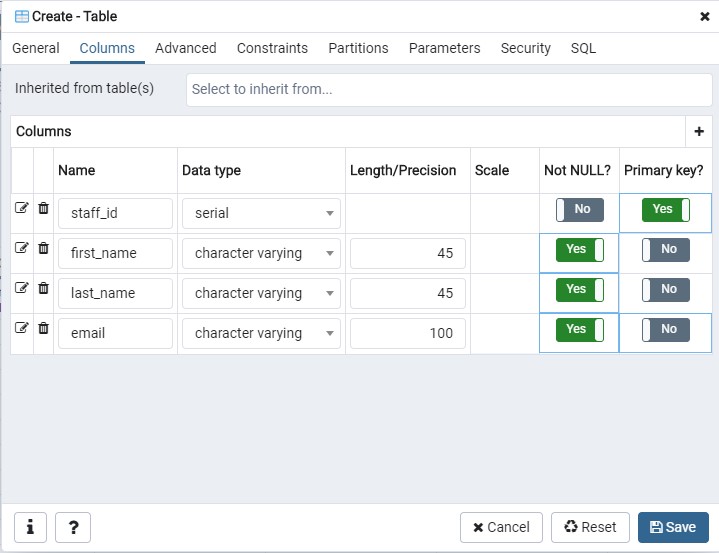 Create - Table
General Columns Advanced Constraints Partitions Parameters Security SQL
Inherited from table(s) Select to inherit from...
Columns
Name Data type Length/Precision Scale Not NULL? Primary key?
staff_id serial No Yes
first_name character varying 45 Yes No
last_name character varying 45 Yes No
email character varying 100 Yes No
i ? Cancel Reset Save